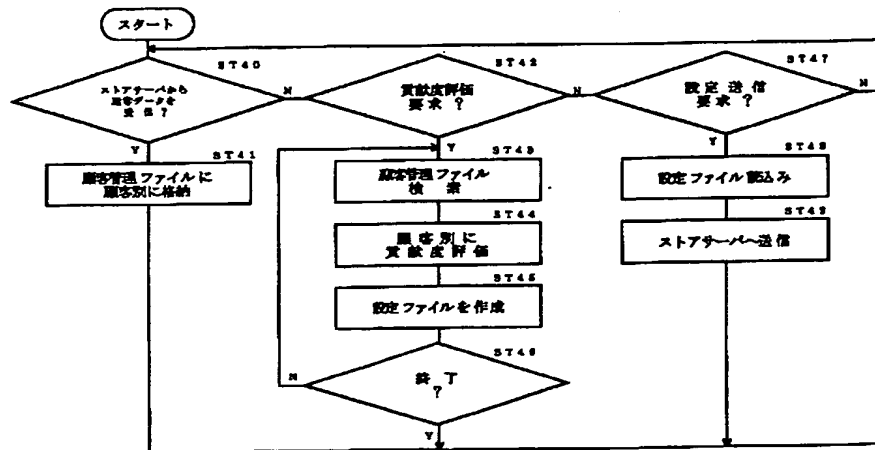 スタート
ST40
ストアサーバから
顧客データを
受信?
N
Y
ST41
顧客管理ファイルに
顧客別に格納
ST42
貢献度評価
要求?
N
Y
ST43
顧客管理ファイル
検 索
ST44
顧客別に
貢献度評価
ST45
設定ファイルを作成
ST46
終 了
?
N
Y
ST47
設定送信
要求?
N
Y
ST48
設定ファイル読込み
ST49
ストアサーバへ送信